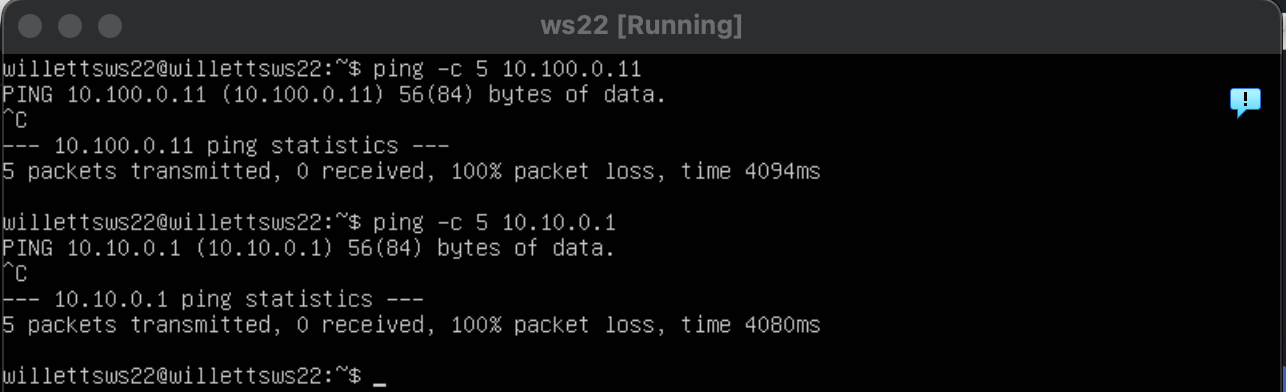 ws22 [Running]
willettsws22@willettsws22:~$ ping -c 5 10.100.0.11
PING 10.100.0.11 (10.100.0.11) 56(84) bytes of data.
^C
--- 10.100.0.11 ping statistics ---
5 packets transmitted, 0 received, 100% packet loss, time 4094ms

willettsws22@willettsws22:~$ ping -c 5 10.10.0.1
PING 10.10.0.1 (10.10.0.1) 56(84) bytes of data.
^C
--- 10.10.0.1 ping statistics ---
5 packets transmitted, 0 received, 100% packet loss, time 4080ms

willettsws22@willettsws22:~$ _